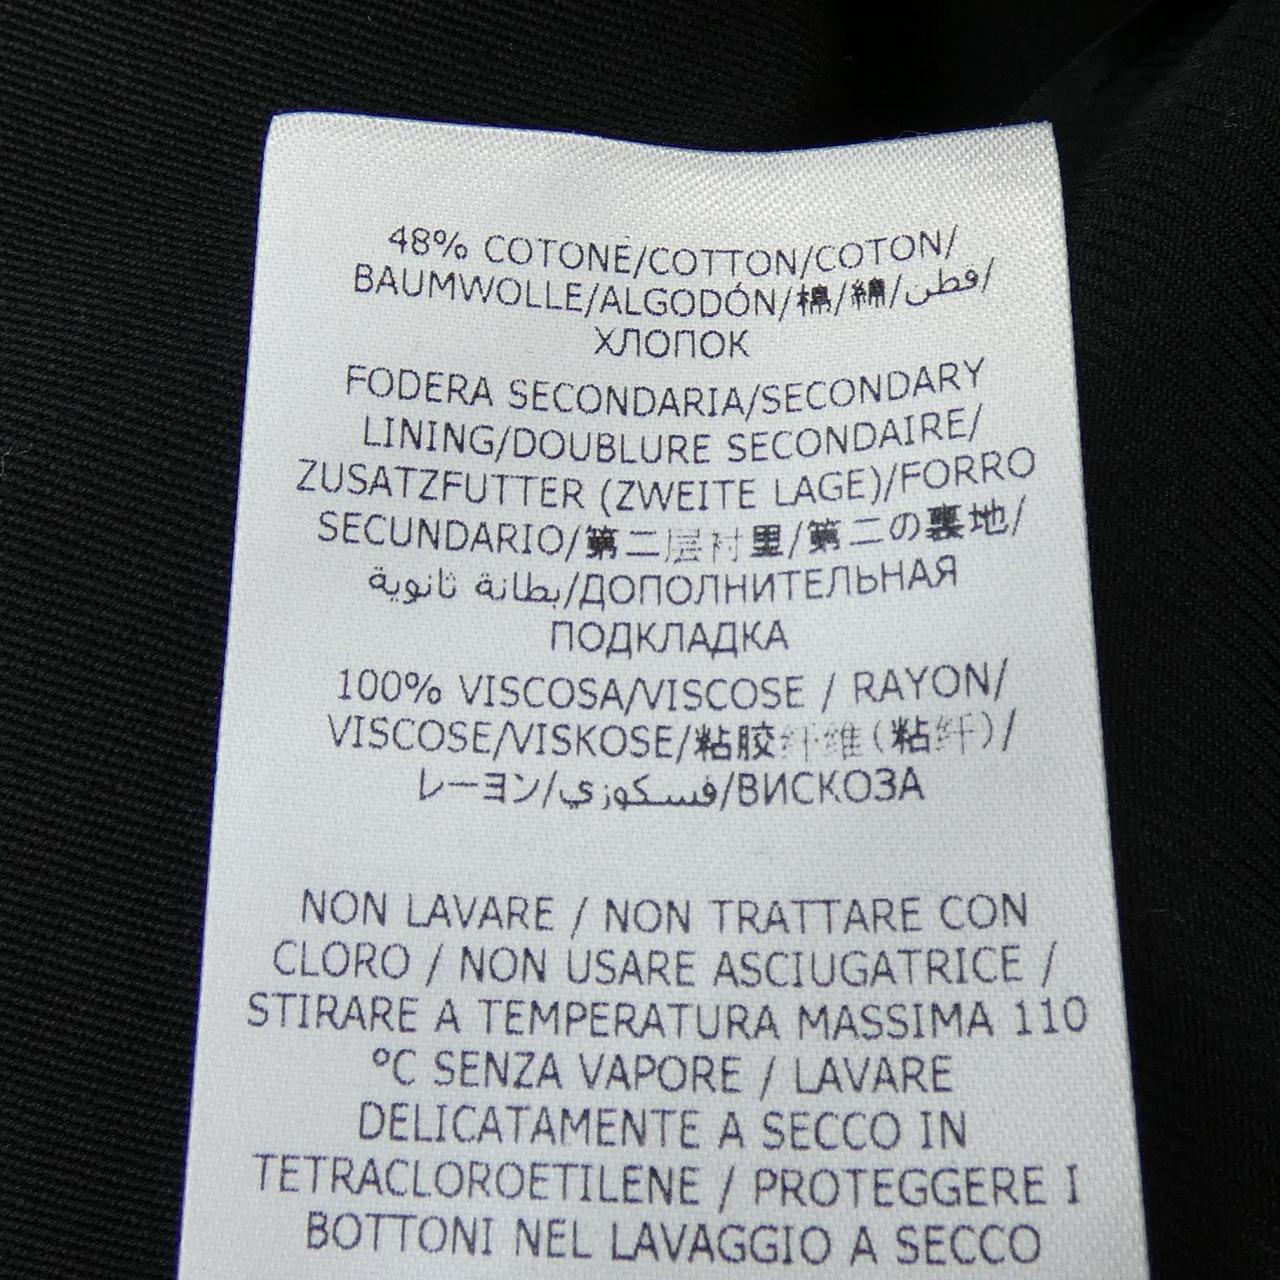 48% COTONE/COTTON/COTON/
BAUMWOLLE/ALGODÓN/棉/綿/قطن/
ХЛОПОК
FODERA SECONDARIA/SECONDARY
LINING/DOUBLURE SECONDAIRE/
ZUSATZFUTTER (ZWEITE LAGE)/FORRO
SECUNDARIO/第二层衬里/第二の裏地/
بطانة ثانوية/ДОПОЛНИТЕЛЬНАЯ
ПОДКЛАДКА
100% VISCOSA/VISCOSE / RAYON/
VISCOSE/VISKOSE/粘胶纤维(粘纤)/
レーヨン/فسكوزي/ВИСКОЗА
NON LAVARE / NON TRATTARE CON
CLORO / NON USARE ASCIUGATRICE /
STIRARE A TEMPERATURA MASSIMA 110
°C SENZA VAPORE / LAVARE
DELICATAMENTE A SECCO IN
TETRACLOROETILENE / PROTEGGERE I
BOTTONI NEL LAVAGGIO A SECCO